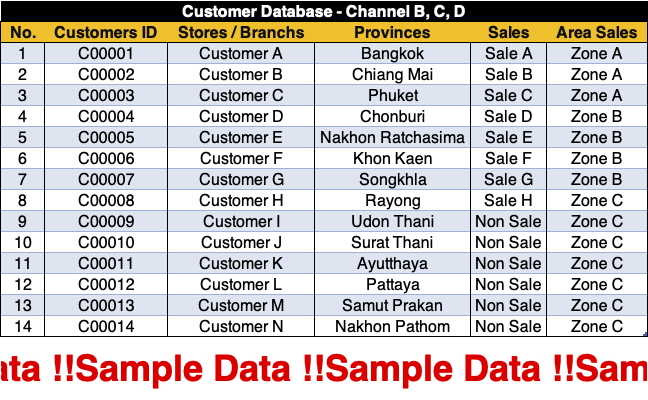 Customer Database - Channel B, C, D
No. Customers ID Stores / Branchs Provinces Sales Area Sales
1 C00001 Customer A Bangkok Sale A Zone A
2 C00002 Customer B Chiang Mai Sale B Zone A
3 C00003 Customer C Phuket Sale C Zone A
4 C00004 Customer D Chonburi Sale D Zone B
5 C00005 Customer E Nakhon Ratchasima Sale E Zone B
6 C00006 Customer F Khon Kaen Sale F Zone B
7 C00007 Customer G Songkhla Sale G Zone B
8 C00008 Customer H Rayong Sale H Zone C
9 C00009 Customer I Udon Thani Non Sale Zone C
10 C00010 Customer J Surat Thani Non Sale Zone C
11 C00011 Customer K Ayutthaya Non Sale Zone C
12 C00012 Customer L Pattaya Non Sale Zone C
13 C00013 Customer M Samut Prakan Non Sale Zone C
14 C00014 Customer N Nakhon Pathom Non Sale Zone C
ata !!Sample Data !!Sample Data !!Sam